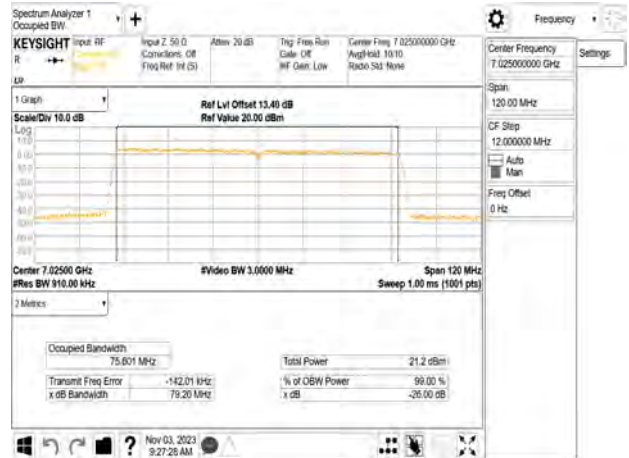 Spectrum Analyzer 1
Occupied BW
KEYSIGHT
R
Input: RF
Input Z: 50 Ω
Corrections: Off
Freq Ref: Int (S)
Atten: 20 dB
Trig: Free Run
Gate: Off
#IF Gain: Low
Center Freq: 7.025000000 GHz
Avg|Hold: 10/10
Radio Std: None
1 Graph
Scale/Div 10.0 dB
Ref Lvl Offset 13.40 dB
Ref Value 20.00 dBm
Log
Center 7.02500 GHz
#Res BW 910.00 kHz
#Video BW 3.0000 MHz
Span 120 MHz
Sweep 1.00 ms (1001 pts)
2 Metrics
Occupied Bandwidth
75.601 MHz
Transmit Freq Error -142.01 kHz
x dB Bandwidth 79.20 MHz
Total Power 21.2 dBm
% of OBW Power 99.00 %
x dB -26.00 dB
Nov 03, 2023
9:27:28 AM
Frequency
Settings
Center Frequency
7.025000000 GHz
Span
120.00 MHz
CF Step
12.000000 MHz
Auto
Man
Freq Offset
0 Hz